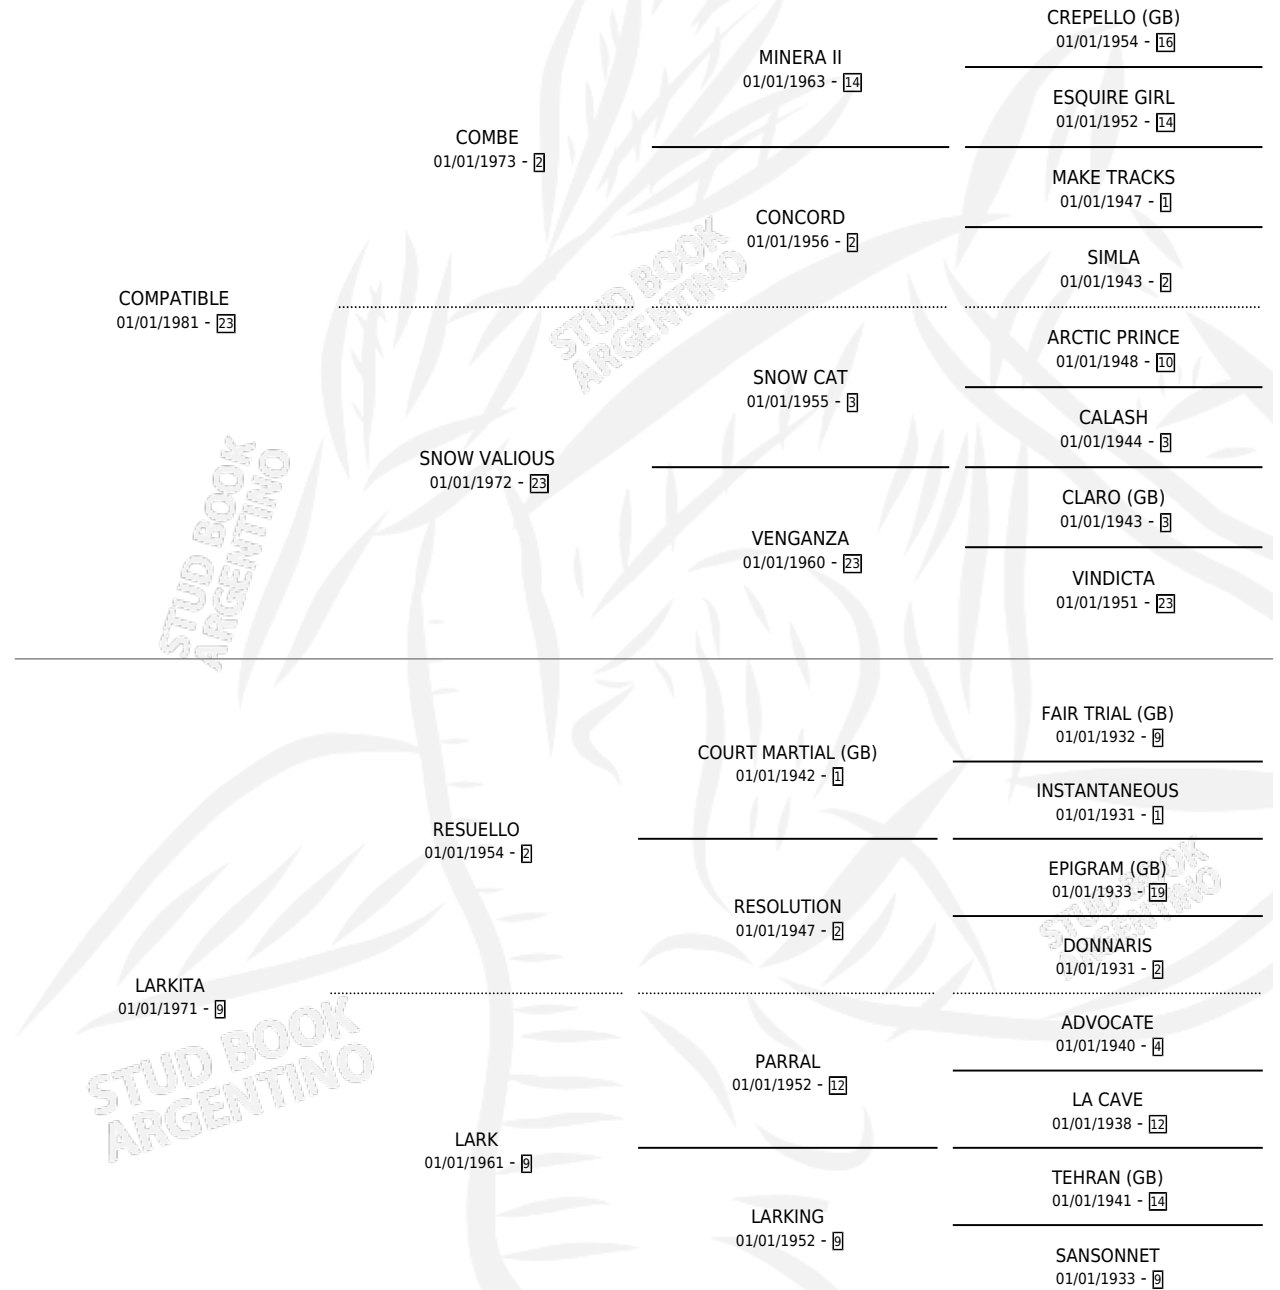 CREPELLO (GB)
01/01/1954 - 16
MINERA II
01/01/1963 - 14
ESQUIRE GIRL
01/01/1952 - 14
COMBE
01/01/1973 - 2
MAKE TRACKS
01/01/1947 - 1
CONCORD
01/01/1956 - 2
SIMLA
01/01/1943 - 2
COMPATIBLE
01/01/1981 - 23
ARCTIC PRINCE
01/01/1948 - 10
SNOW CAT
01/01/1955 - 3
CALASH
01/01/1944 - 3
SNOW VALIOUS
01/01/1972 - 23
CLARO (GB)
01/01/1943 - 3
VENGANZA
01/01/1960 - 23
VINDICTA
01/01/1951 - 23
STUD BOOK
ARGENTINO
STUD BOOK
ARGENTINO
FAIR TRIAL (GB)
01/01/1932 - 9
COURT MARTIAL (GB)
01/01/1942 - 1
INSTANTANEOUS
01/01/1931 - 1
RESUELLO
01/01/1954 - 2
EPIGRAM (GB)
01/01/1933 - 19
RESOLUTION
01/01/1947 - 2
DONNARIS
01/01/1931 - 2
STUD BOOK
ARGENTINO
LARKITA
01/01/1971 - 9
ADVOCATE
01/01/1940 - 4
PARRAL
01/01/1952 - 12
LA CAVE
01/01/1938 - 12
LARK
01/01/1961 - 9
TEHRAN (GB)
01/01/1941 - 14
LARKING
01/01/1952 - 9
SANSONNET
01/01/1933 - 9
STUD BOOK
ARGENTINO